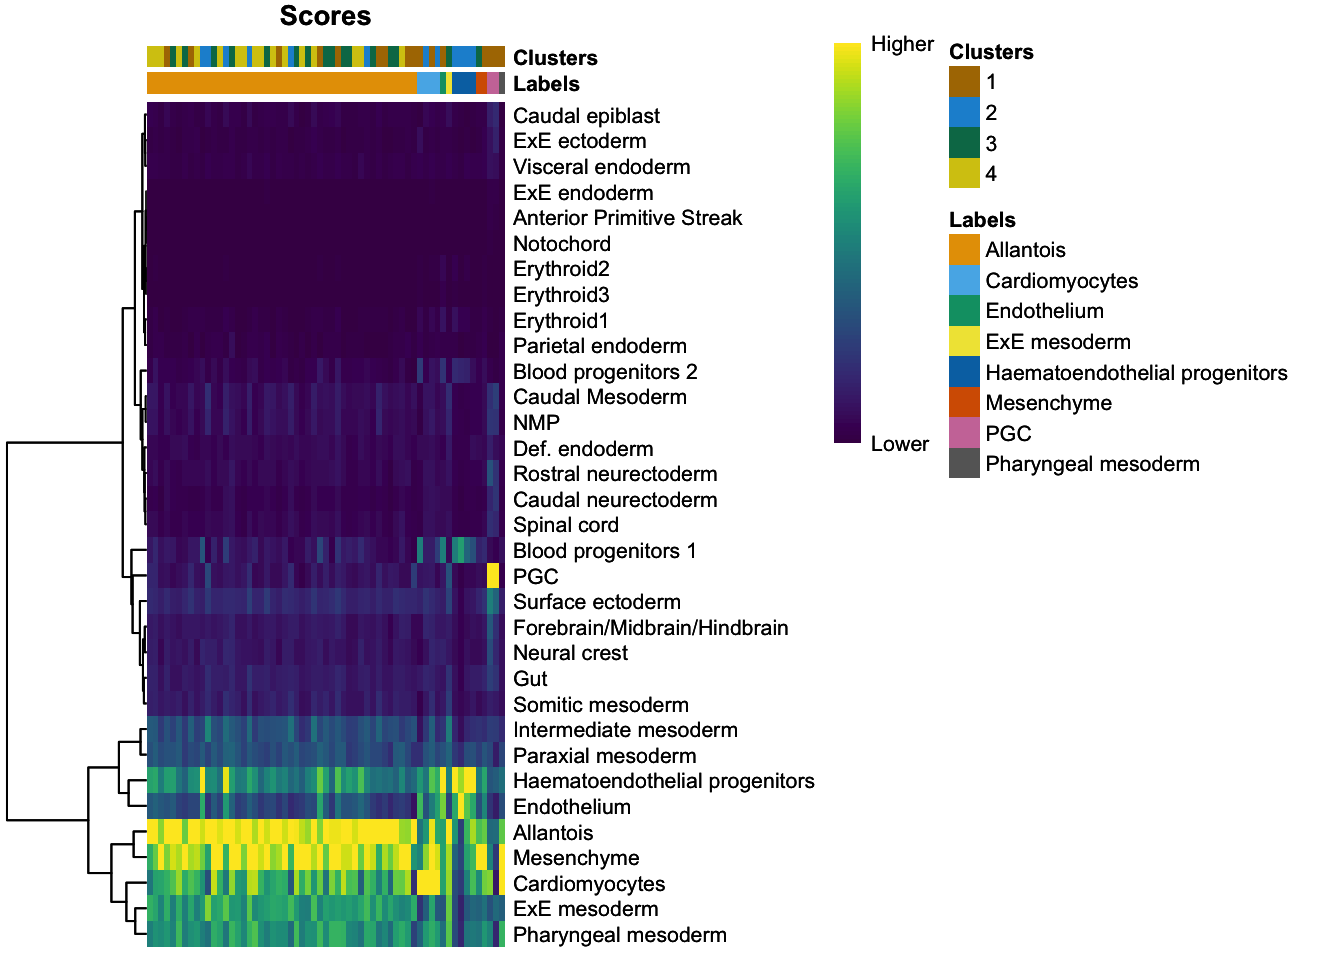 Scores
Clusters
Labels
Caudal epiblast
ExE ectoderm
Visceral endoderm
ExE endoderm
Anterior Primitive Streak
Notochord
Erythroid2
Erythroid3
Erythroid1
Parietal endoderm
Blood progenitors 2
Caudal Mesoderm
NMP
Def. endoderm
Rostral neurectoderm
Caudal neurectoderm
Spinal cord
Blood progenitors 1
PGC
Surface ectoderm
Forebrain/Midbrain/Hindbrain
Neural crest
Gut
Somitic mesoderm
Intermediate mesoderm
Paraxial mesoderm
Haematoendothelial progenitors
Endothelium
Allantois
Mesenchyme
Cardiomyocytes
ExE mesoderm
Pharyngeal mesoderm
Higher
Lower
Clusters
1
2
3
4
Labels
Allantois
Cardiomyocytes
Endothelium
ExE mesoderm
Haematoendothelial progenitors
Mesenchyme
PGC
Pharyngeal mesoderm